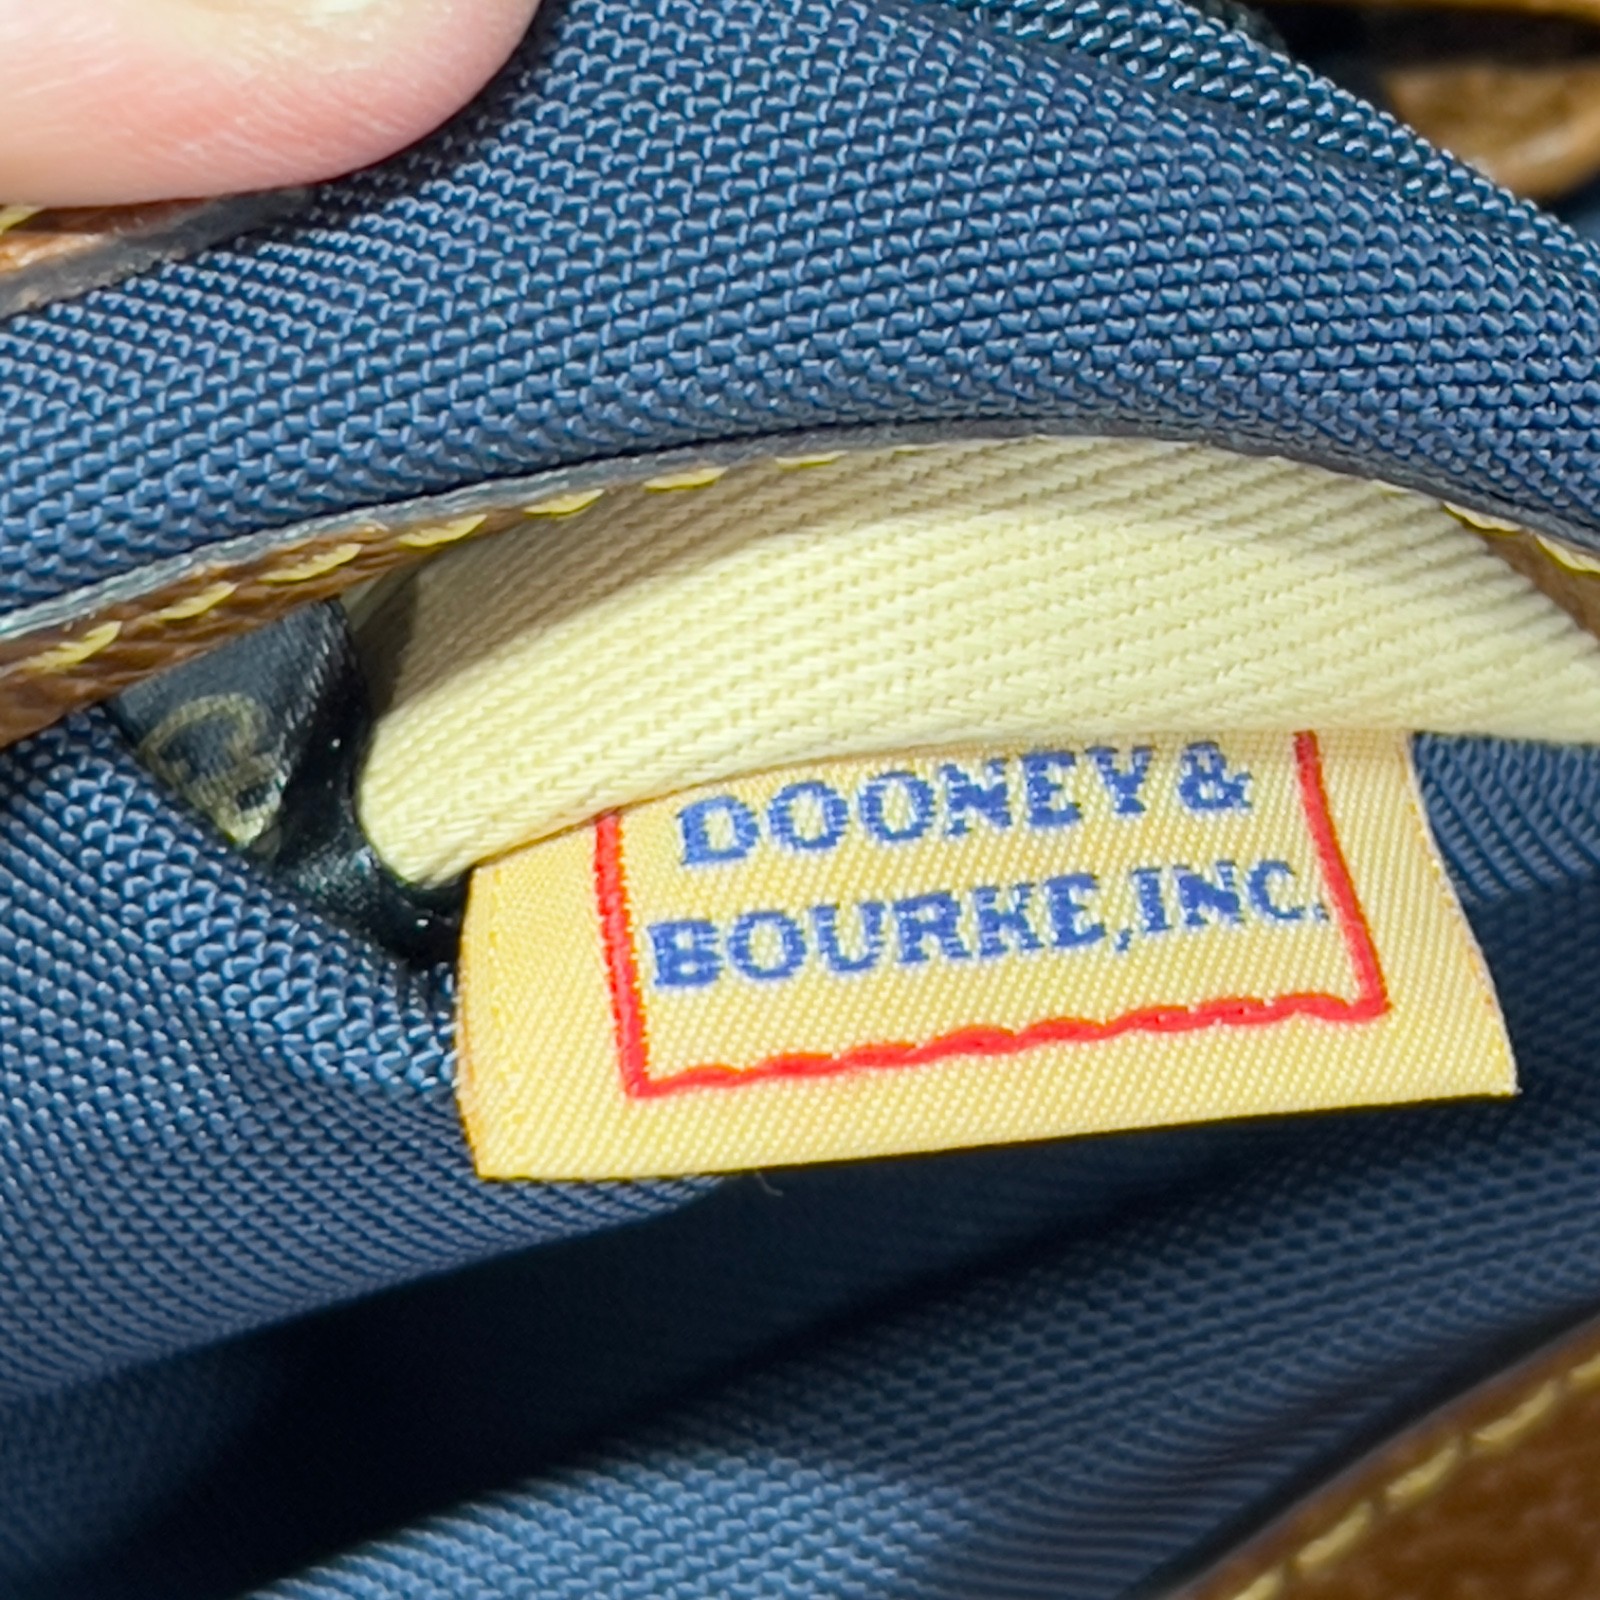 DOONEY &
BOURKE, INC.